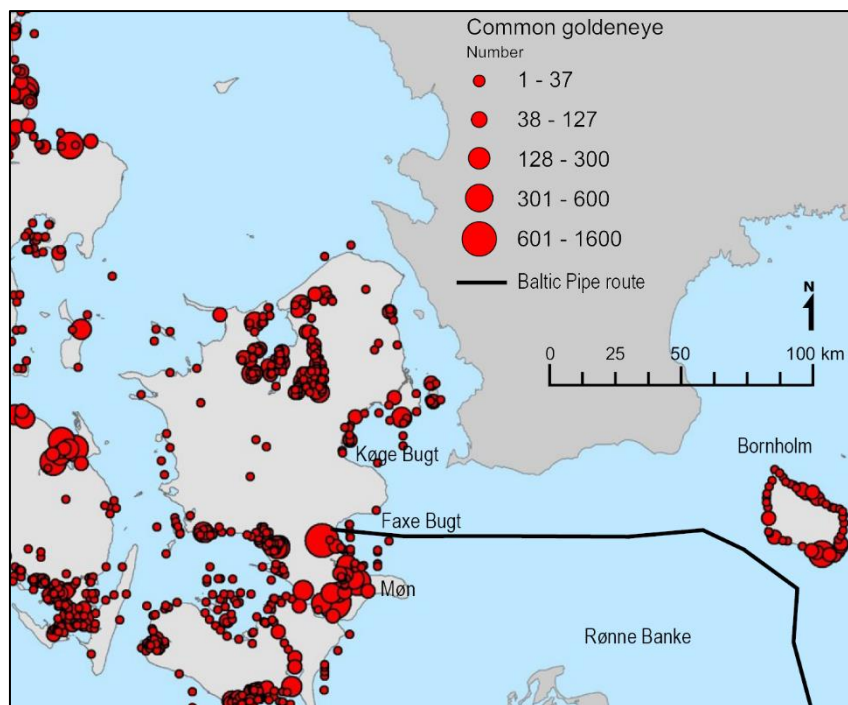 Common goldeneye
Number
1 - 37
38 - 127
128 - 300
301 - 600
601 - 1600
Baltic Pipe route
N
0 25 50 100 km
Bornholm
Køge Bugt
Faxe Bugt
Møn
Rønne Banke